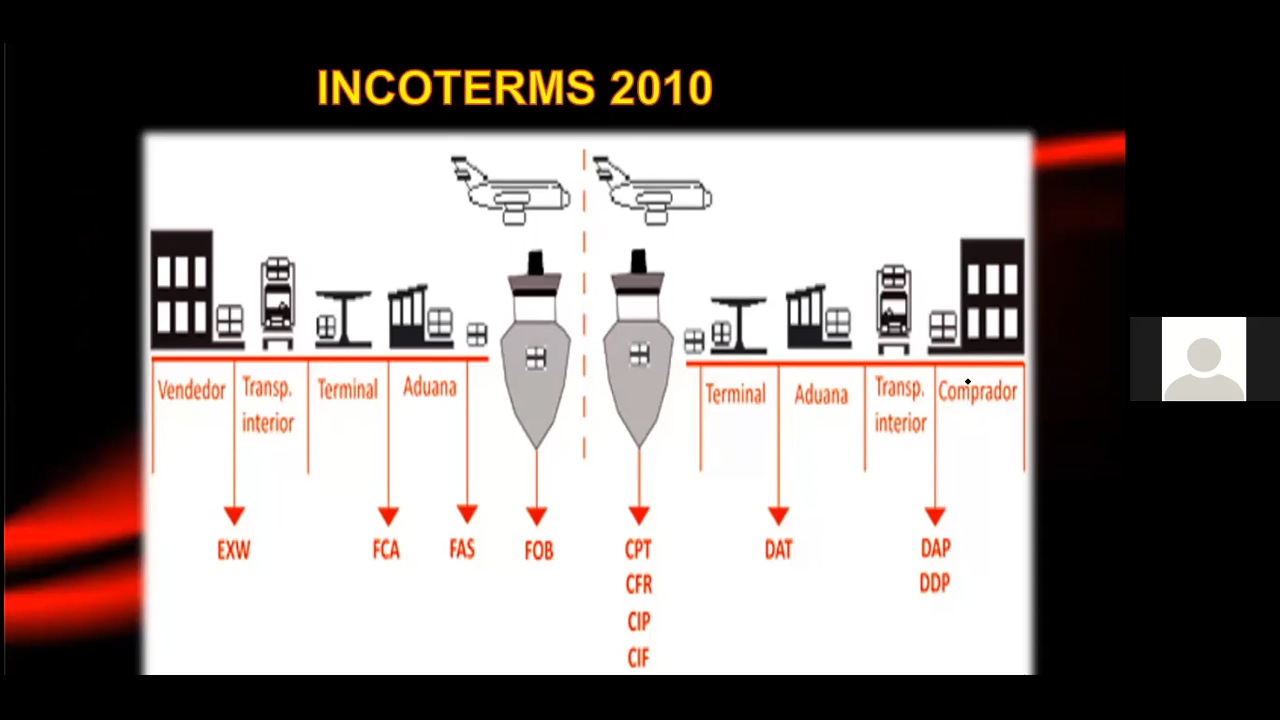 INCOTERMS 2010
Vendedor
Transp.
interior
Terminal
Aduana
Terminal
Aduana
Transp.
interior
Comprador
EXW
FCA
FAS
FOB
CPT
CFR
CIP
CIF
DAT
DAP
DDP